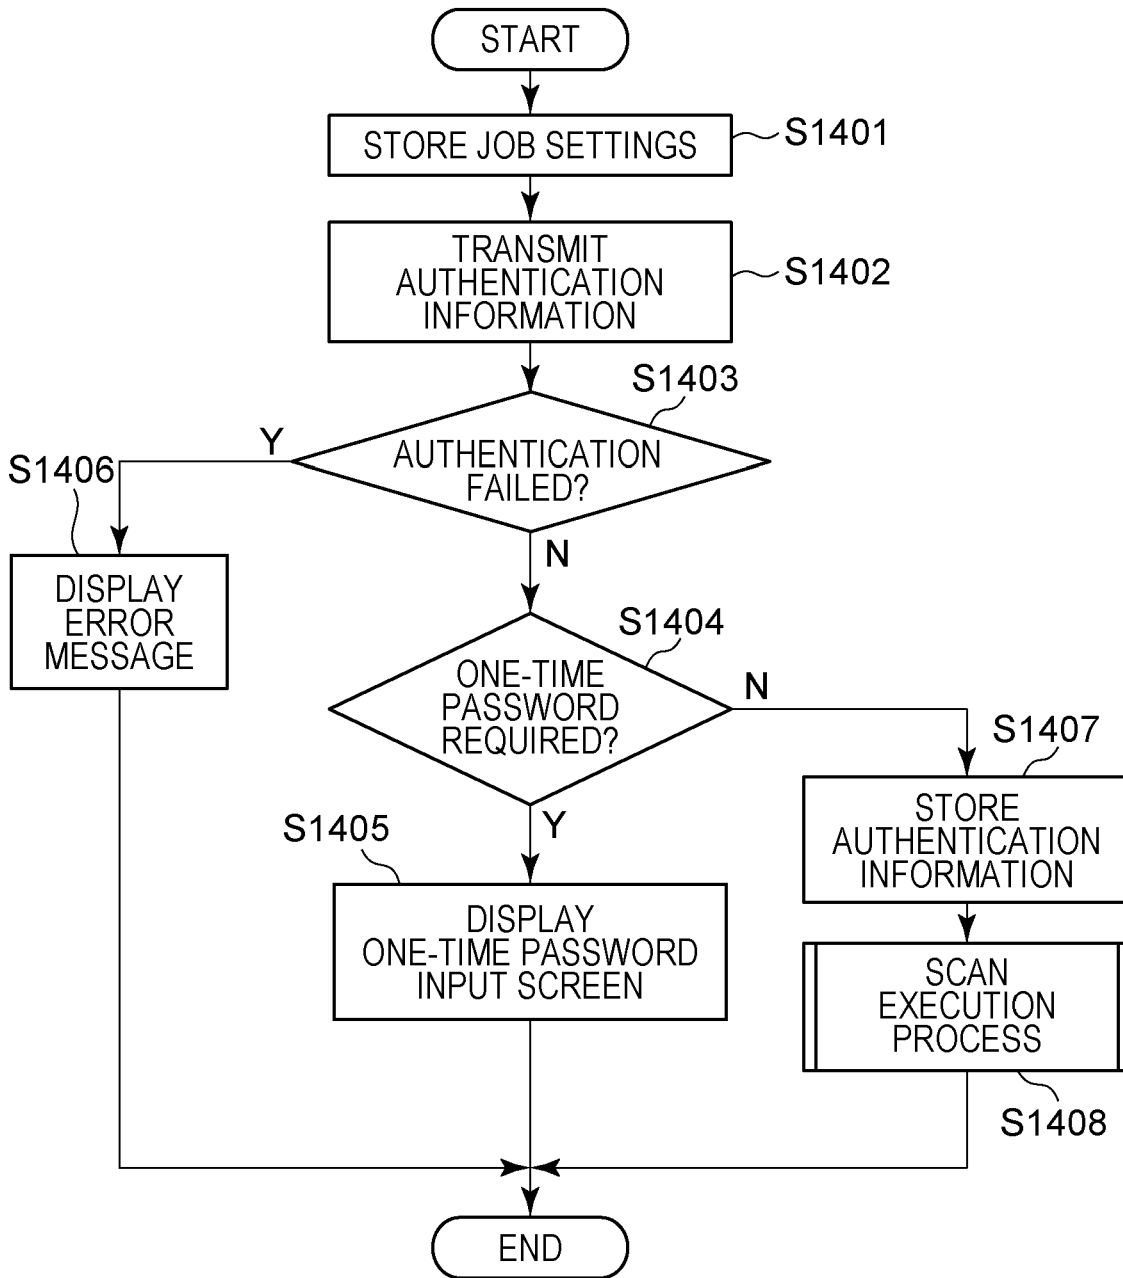 START
STORE JOB SETTINGS
S1401
TRANSMIT
AUTHENTICATION
INFORMATION
S1402
S1403
AUTHENTICATION
FAILED?
Y
N
S1406
DISPLAY
ERROR
MESSAGE
S1404
ONE-TIME
PASSWORD
REQUIRED?
N
Y
S1407
STORE
AUTHENTICATION
INFORMATION
S1405
DISPLAY
ONE-TIME PASSWORD
INPUT SCREEN
SCAN
EXECUTION
PROCESS
S1408
END